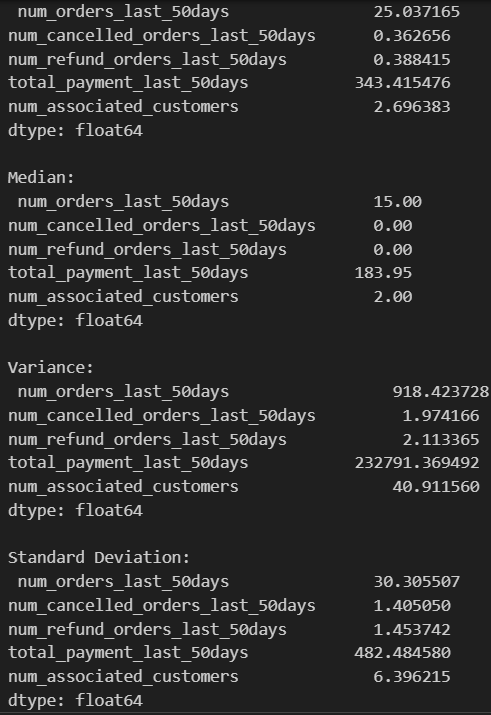 num_orders_last_50days 25.037165
num_cancelled_orders_last_50days 0.362656
num_refund_orders_last_50days 0.388415
total_payment_last_50days 343.415476
num_associated_customers 2.696383
dtype: float64
Median:
num_orders_last_50days 15.00
num_cancelled_orders_last_50days 0.00
num_refund_orders_last_50days 0.00
total_payment_last_50days 183.95
num_associated_customers 2.00
dtype: float64
Variance:
num_orders_last_50days 918.423728
num_cancelled_orders_last_50days 1.974166
num_refund_orders_last_50days 2.113365
total_payment_last_50days 232791.369492
num_associated_customers 40.911560
dtype: float64
Standard Deviation:
num_orders_last_50days 30.305507
num_cancelled_orders_last_50days 1.405050
num_refund_orders_last_50days 1.453742
total_payment_last_50days 482.484580
num_associated_customers 6.396215
dtype: float64